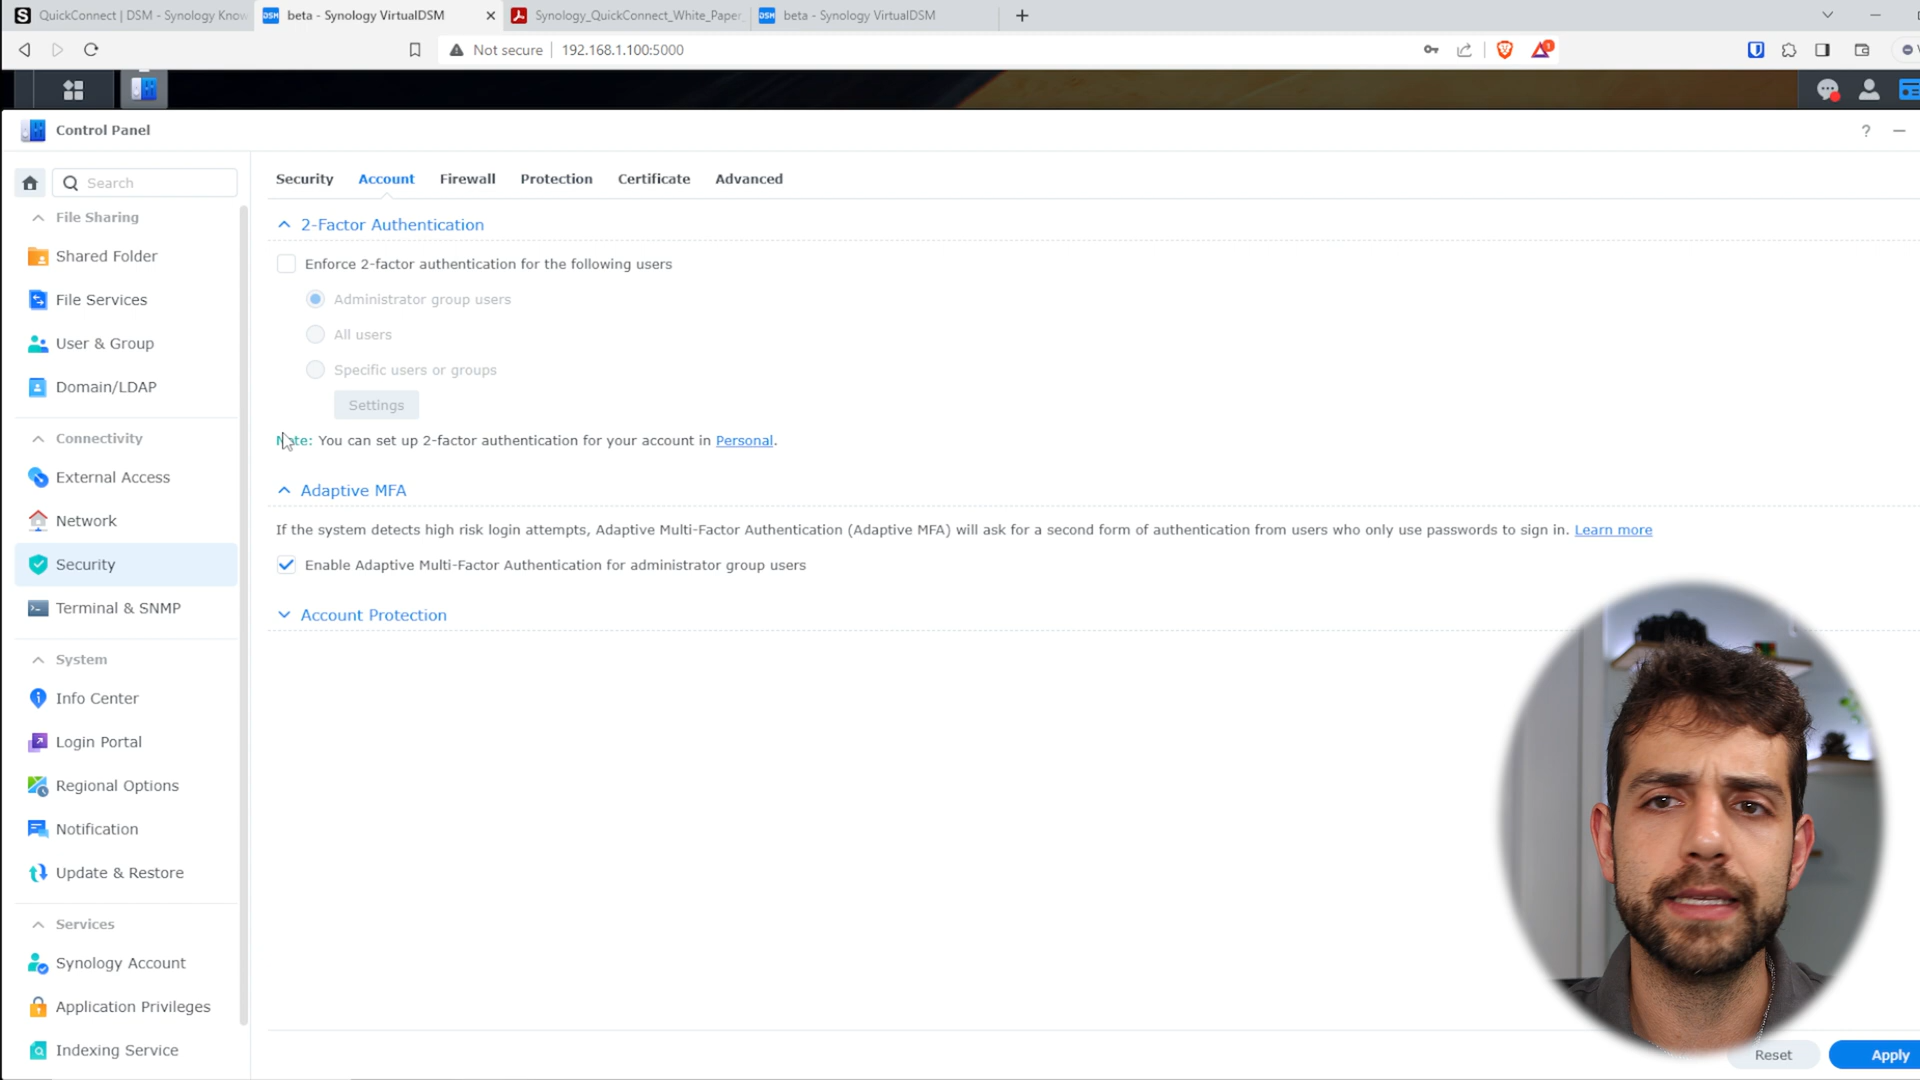 QuickConnect | DSM - Synology Know
beta - Synology VirtualDSM
Synology_QuickConnect_White_Paper
beta - Synology VirtualDSM
Not secure
192.168.1.100:5000
1
Control Panel
?
Search
Security
Account
Firewall
Protection
Certificate
Advanced
File Sharing
Shared Folder
File Services
User & Group
Domain/LDAP
Connectivity
External Access
Network
Security
Terminal & SNMP
System
Info Center
Login Portal
Regional Options
Notification
Update & Restore
Services
Synology Account
Application Privileges
Indexing Service
2-Factor Authentication
Enforce 2-factor authentication for the following users
Administrator group users
All users
Specific users or groups
Settings
Note: You can set up 2-factor authentication for your account in Personal.
Adaptive MFA
If the system detects high risk login attempts, Adaptive Multi-Factor Authentication (Adaptive MFA) will ask for a second form of authentication from users who only use passwords to sign in. Learn more
Enable Adaptive Multi-Factor Authentication for administrator group users
Account Protection
Reset
Apply